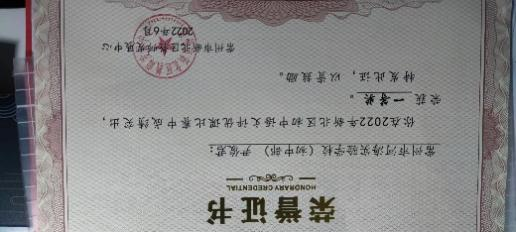 荣誉证书
HONORARY CREDENTIAL
常州市河海实验学校（初中部） 尹俊君：
你在2022年新北区初中语文评优课比赛中成绩突出，
荣获 一等奖 。
特发此证，以资鼓励。
常州市新北区教师发展中心
2022年6月